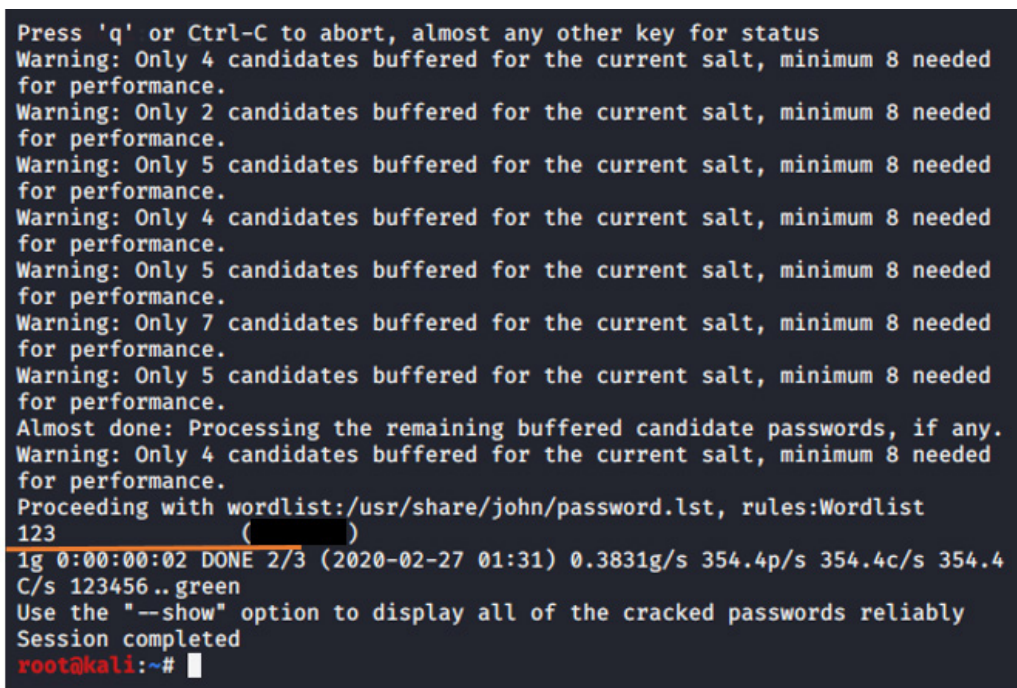 Press 'q' or Ctrl-C to abort, almost any other key for status
Warning: Only 4 candidates buffered for the current salt, minimum 8 needed
for performance.
Warning: Only 2 candidates buffered for the current salt, minimum 8 needed
for performance.
Warning: Only 5 candidates buffered for the current salt, minimum 8 needed
for performance.
Warning: Only 4 candidates buffered for the current salt, minimum 8 needed
for performance.
Warning: Only 5 candidates buffered for the current salt, minimum 8 needed
for performance.
Warning: Only 7 candidates buffered for the current salt, minimum 8 needed
for performance.
Warning: Only 5 candidates buffered for the current salt, minimum 8 needed
for performance.
Almost done: Processing the remaining buffered candidate passwords, if any.
Warning: Only 4 candidates buffered for the current salt, minimum 8 needed
for performance.
Proceeding with wordlist:/usr/share/john/password.lst, rules:Wordlist
123 ( )
1g 0:00:00:02 DONE 2/3 (2020-02-27 01:31) 0.3831g/s 354.4p/s 354.4c/s 354.4
C/s 123456..green
Use the "--show" option to display all of the cracked passwords reliably
Session completed
root@kali:~#